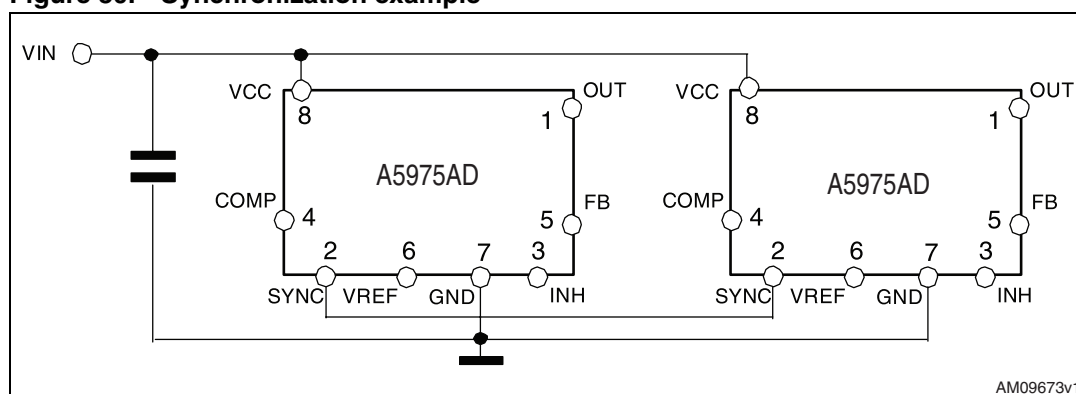 Synchronization example
VIN
VCC
8
OUT
1
A5975AD
COMP
4
FB
5
2
6
7
3
SYNC
VREF
GND
INH
VCC
8
OUT
1
A5975AD
COMP
4
FB
5
2
6
7
3
SYNC
VREF
GND
INH
AM09673v1